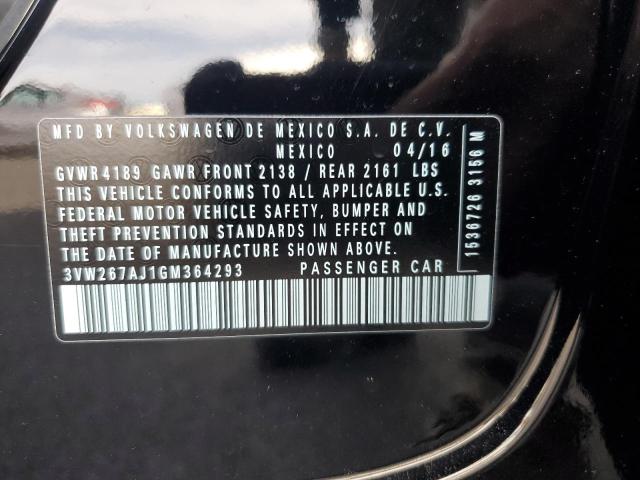 MFD BY VOLKSWAGEN DE MEXICO S.A. DE C.V.
MEXICO 04/16
GVWR 4189 GAWR FRONT 2138 / REAR 2161 LBS
THIS VEHICLE CONFORMS TO ALL APPLICABLE U.S.
FEDERAL MOTOR VEHICLE SAFETY, BUMPER AND
THEFT PREVENTION STANDARDS IN EFFECT ON
THE DATE OF MANUFACTURE SHOWN ABOVE.
3VW267AJ1GM364293 PASSENGER CAR
1536726 3156 M